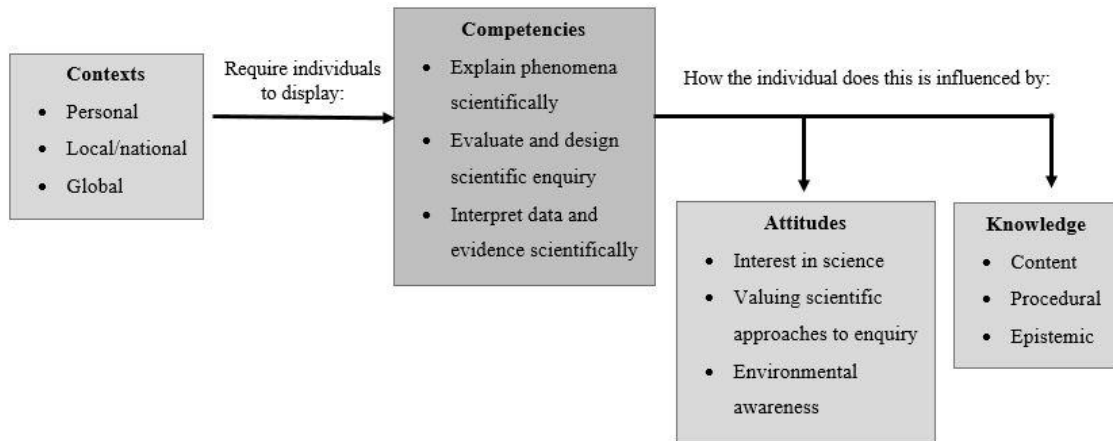 Contexts
• Personal
• Local/national
• Global
Require individuals
to display:
Competencies
• Explain phenomena
scientifically
• Evaluate and design
scientific enquiry
• Interpret data and
evidence scientifically
How the individual does this is influenced by:
Attitudes
• Interest in science
• Valuing scientific
approaches to enquiry
• Environmental
awareness
Knowledge
• Content
• Procedural
• Epistemic